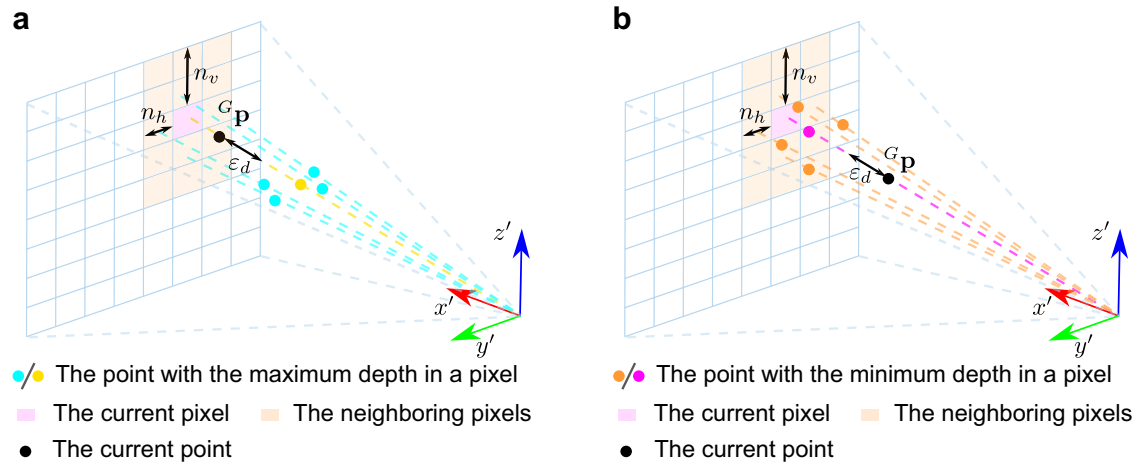 a
n_v
n_h
^G p
ε_d
z′
x′
y′
The point with the maximum depth in a pixel
The current pixel The neighboring pixels
The current point
b
n_v
n_h
^G p
ε_d
z′
x′
y′
The point with the minimum depth in a pixel
The current pixel The neighboring pixels
The current point